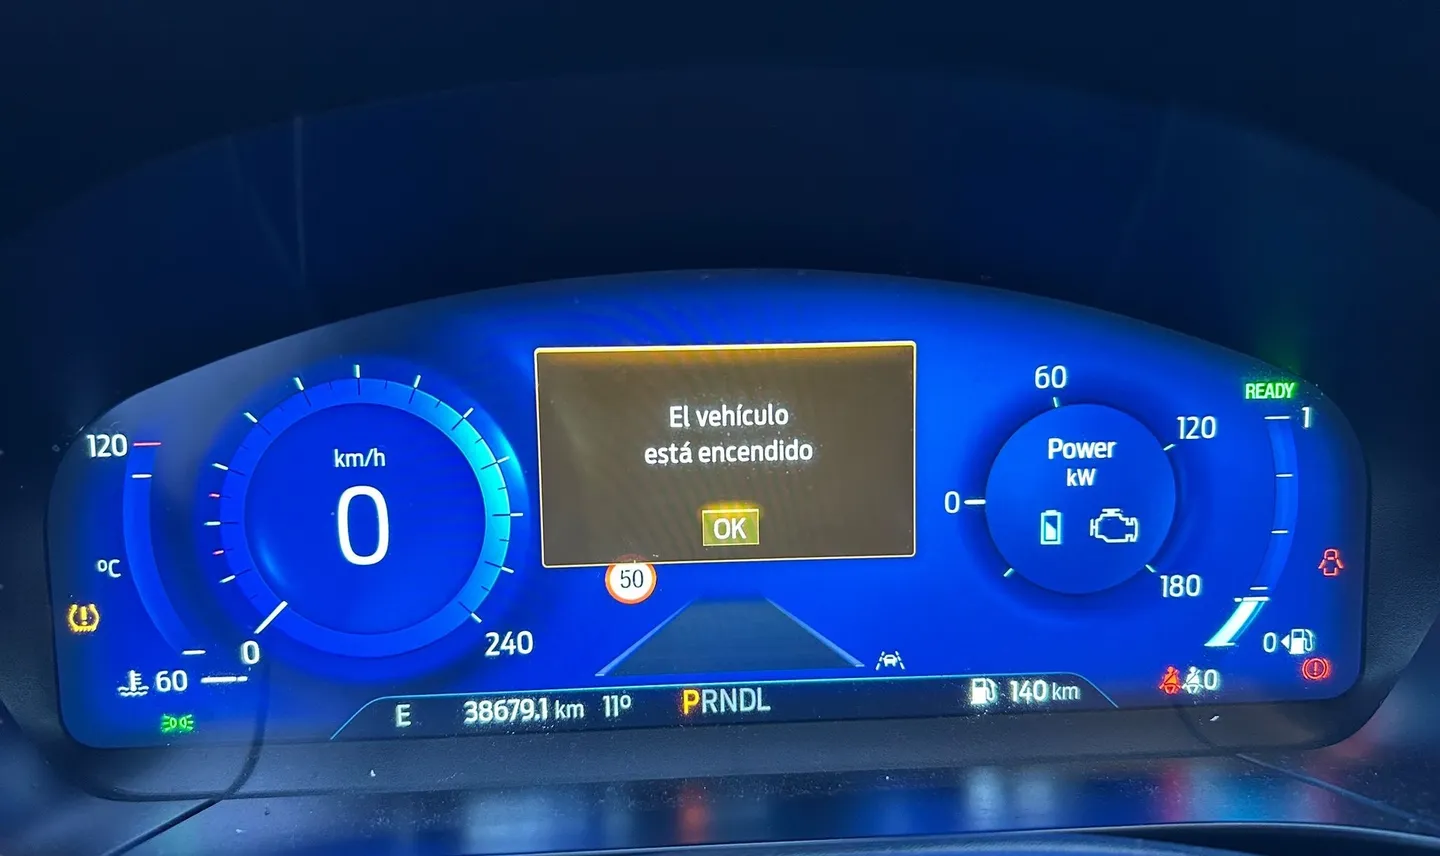 El vehículo
está encendido
OK
50
120
ºC
60
km/h
0
0
240
60
0
120
180
Power
kW
READY
1
0
0
E
38679.1 km
11º
PRNDL
140 km